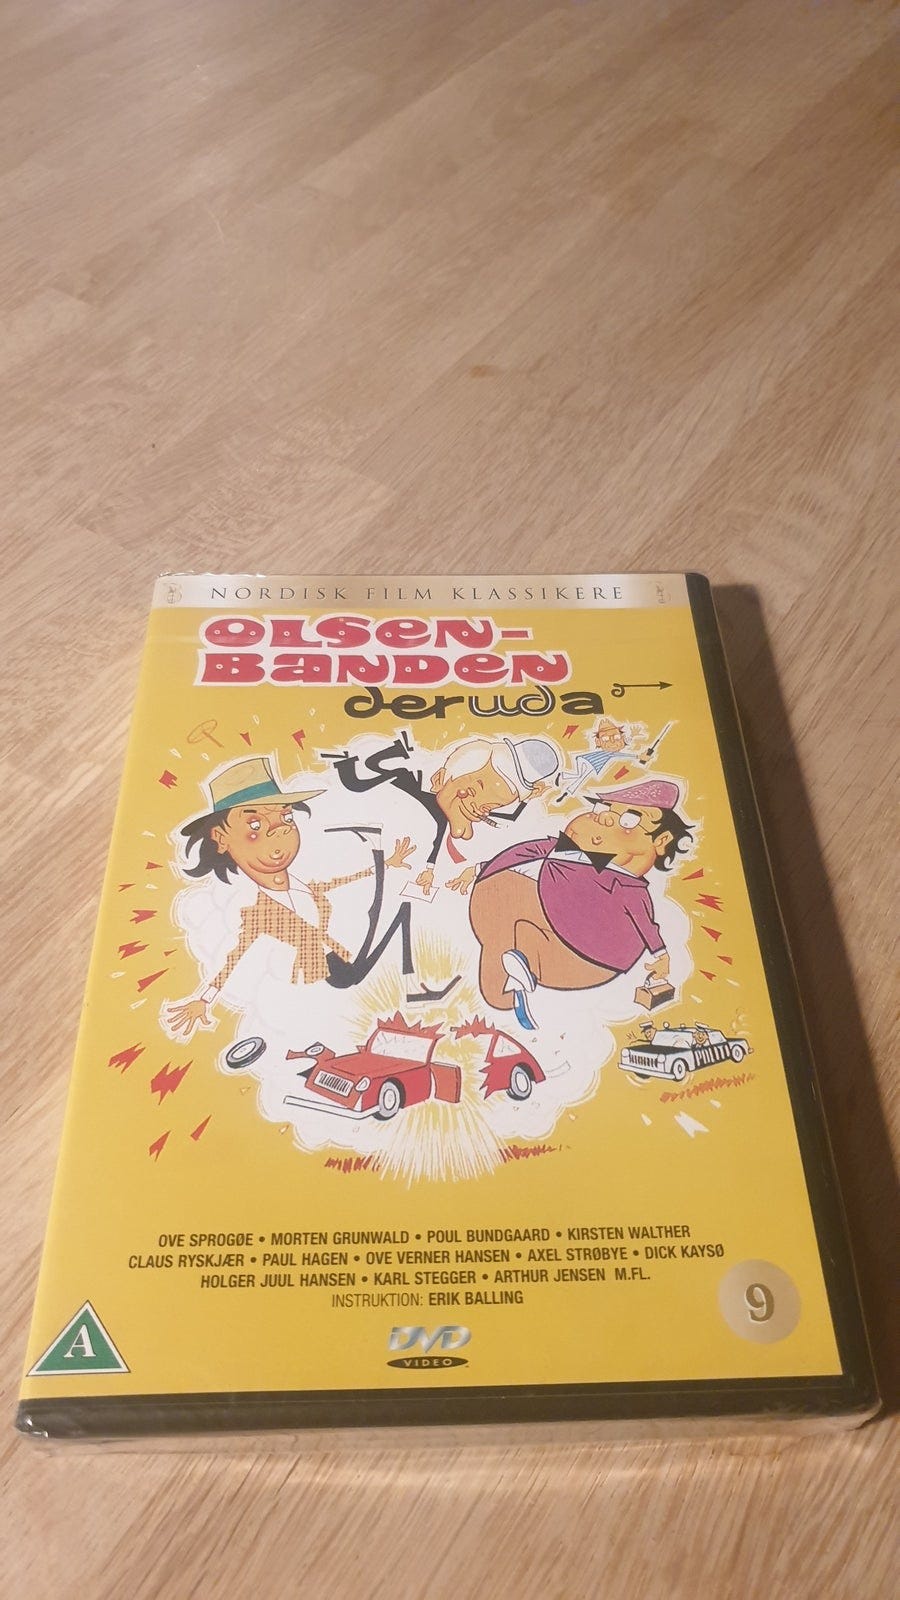 NORDISK FILM KLASSIKERE
OLSEN-
BANDEN
deruda
POLITI
OVE SPROGØE • MORTEN GRUNWALD • POUL BUNDGAARD • KIRSTEN WALTHER
CLAUS RYSKJÆR • PAUL HAGEN • OVE VERNER HANSEN • AXEL STRØBYE • DICK KAYSØ
HOLGER JUUL HANSEN • KARL STEGGER • ARTHUR JENSEN M.FL.
INSTRUKTION: ERIK BALLING
9
A
DVD
VIDEO